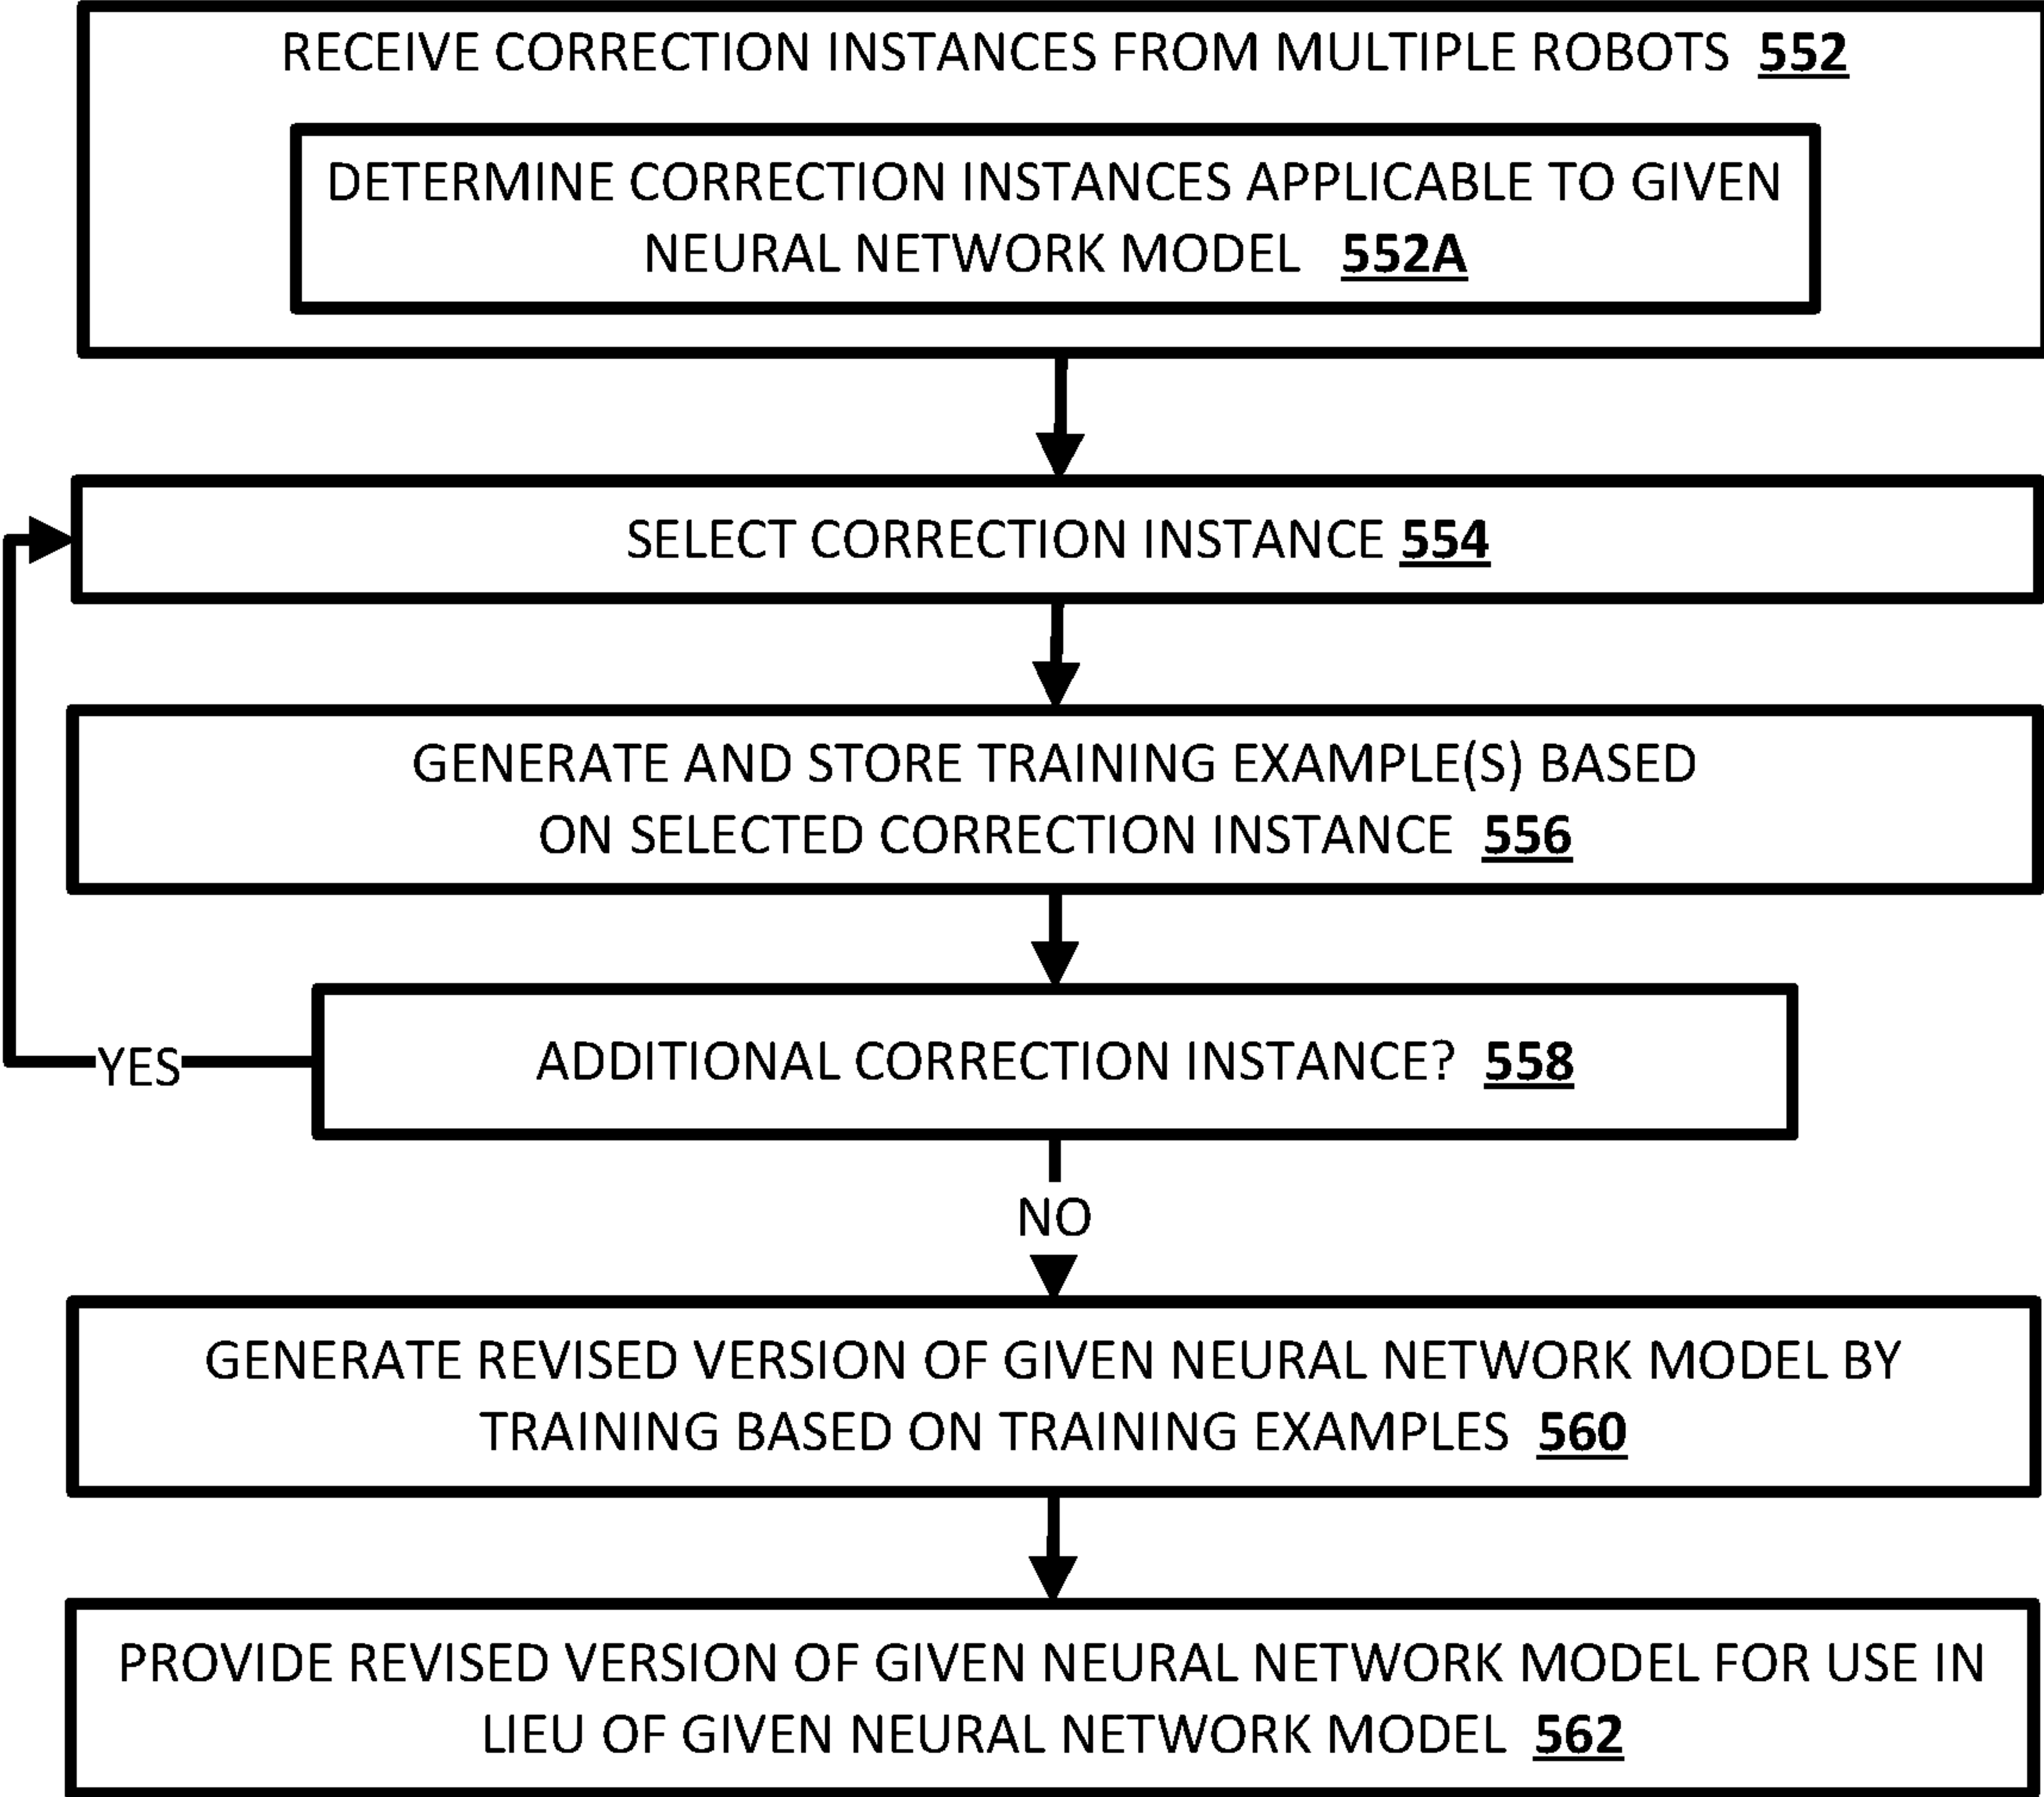 RECEIVE CORRECTION INSTANCES FROM MULTIPLE ROBOTS 552
DETERMINE CORRECTION INSTANCES APPLICABLE TO GIVEN
NEURAL NETWORK MODEL 552A
SELECT CORRECTION INSTANCE 554
GENERATE AND STORE TRAINING EXAMPLE(S) BASED
ON SELECTED CORRECTION INSTANCE 556
ADDITIONAL CORRECTION INSTANCE? 558
YES
NO
GENERATE REVISED VERSION OF GIVEN NEURAL NETWORK MODEL BY
TRAINING BASED ON TRAINING EXAMPLES 560
PROVIDE REVISED VERSION OF GIVEN NEURAL NETWORK MODEL FOR USE IN
LIEU OF GIVEN NEURAL NETWORK MODEL 562